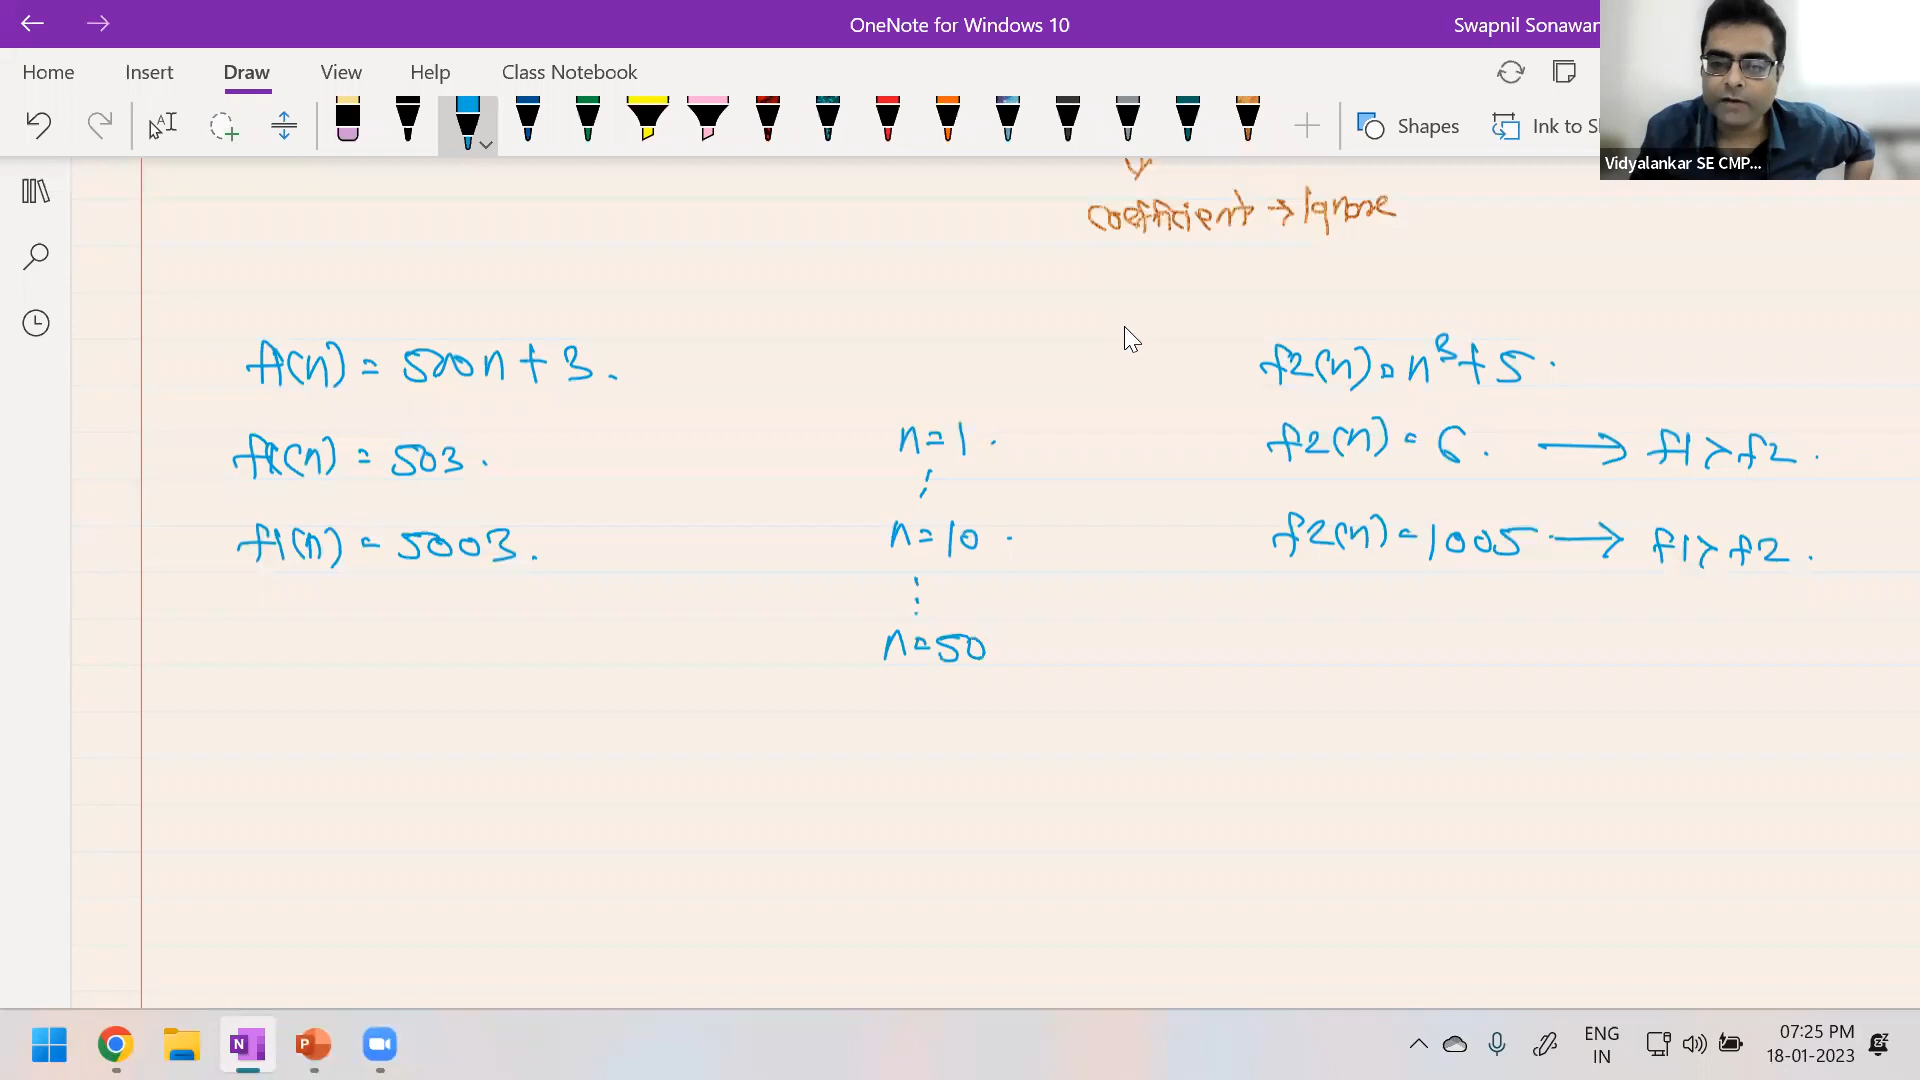 OneNote for Windows 10
Swapnil Sonawan
Home Insert Draw View Help Class Notebook
Shapes
Ink to S
Vidyalankar SE CMP...
coefficient → Ignore
f1(n) = 500n + 3.
f2(n) = n³ + 5.
n=1.
f1(n) = 503.
f2(n) = 6. → f1 > f2.
n=10.
f1(n) = 5003.
f2(n) = 1005 → f1 > f2.
n=50
ENG
IN
07:25 PM
18-01-2023